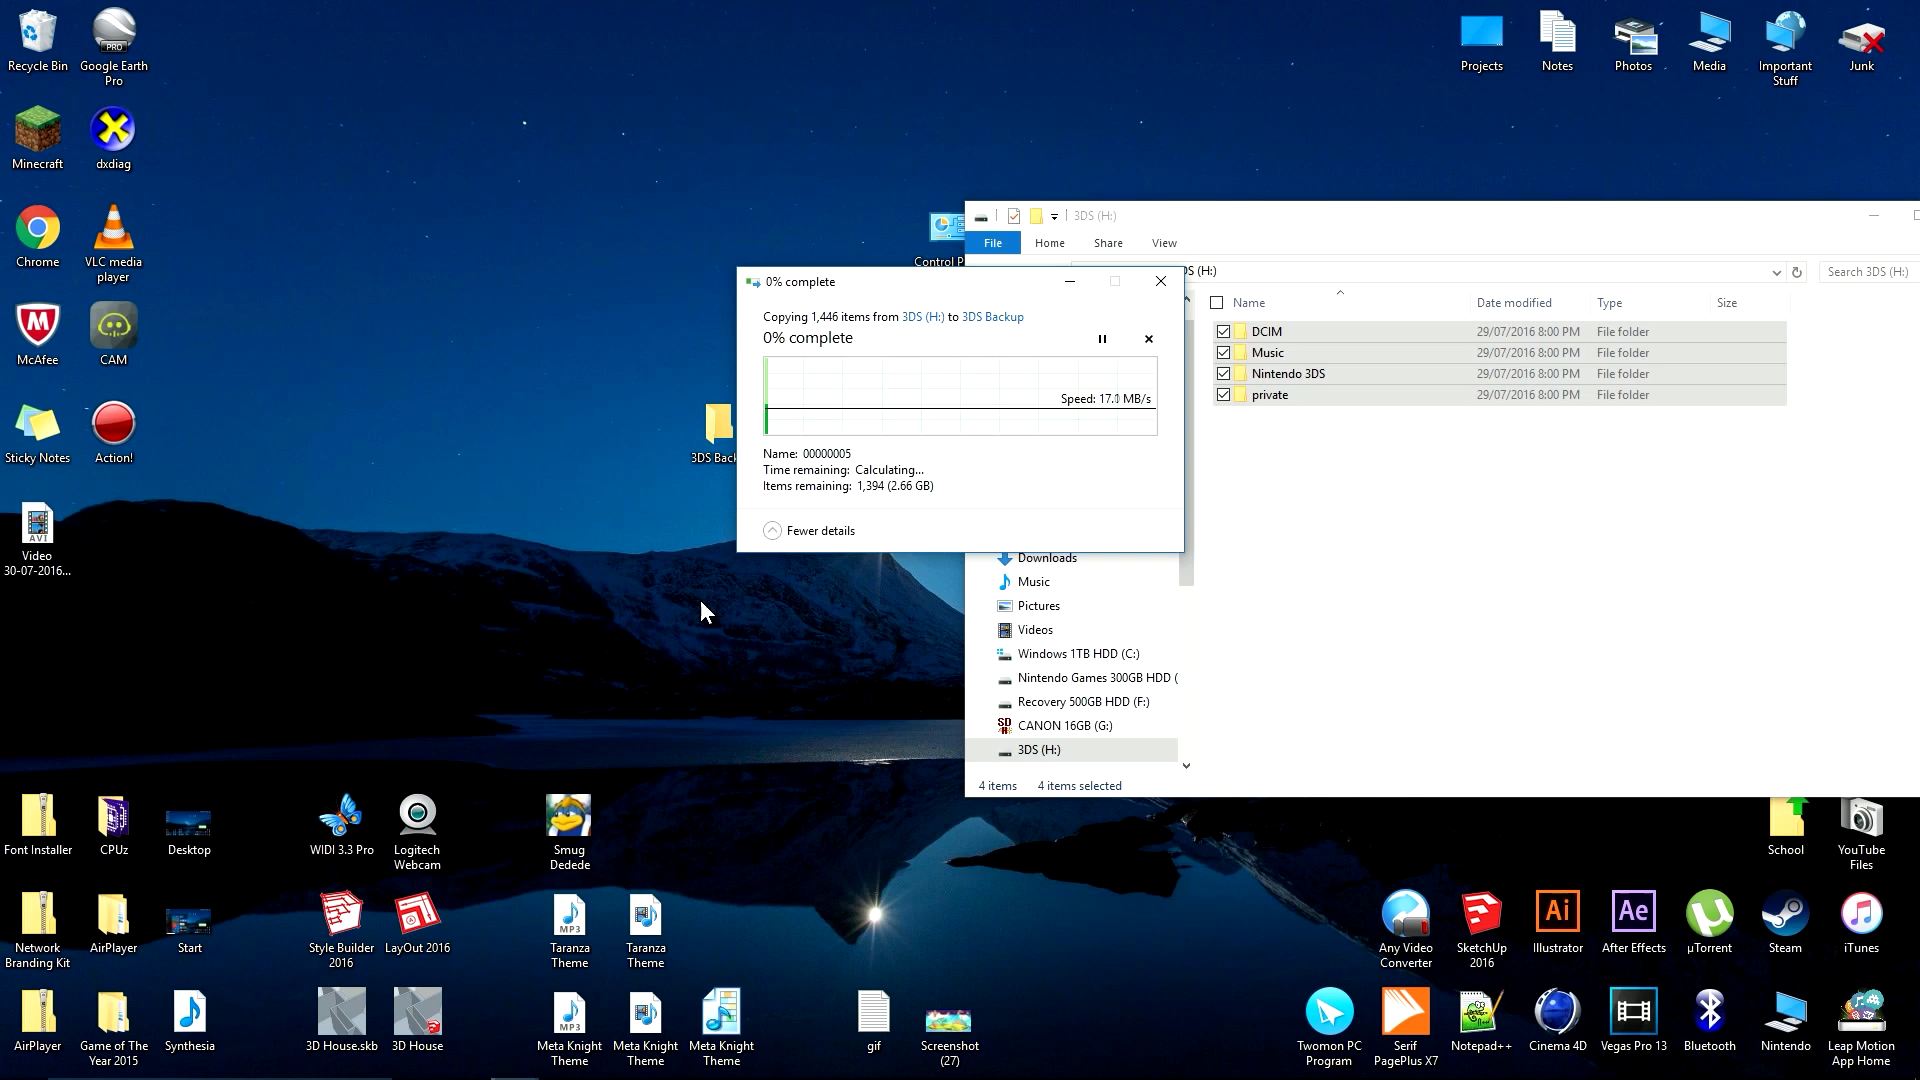 Recycle Bin
Google Earth
Pro
PRO
Minecraft
dxdiag
Chrome
VLC media
player
McAfee
CAM
Sticky Notes
Action!
AVI
Video
30-07-2016...
Projects
Notes
Photos
Media
Important
Stuff
Junk
Control P
3DS Back
3DS (H:)
File
Home
Share
View
DS (H:)
Search 3DS (H:)
Name
Date modified
Type
Size
DCIM 29/07/2016 8:00 PM File folder
Music 29/07/2016 8:00 PM File folder
Nintendo 3DS 29/07/2016 8:00 PM File folder
private 29/07/2016 8:00 PM File folder
0% complete
Copying 1,446 items from 3DS (H:) to 3DS Backup
0% complete
Speed: MB/s
Name: 00000005
Time remaining: Calculating...
Items remaining: 1,394 (2.66 GB)
Fewer details
Downloads
Music
Pictures
Videos
Windows 1TB HDD (C:)
Nintendo Games 300GB HDD (
Recovery 500GB HDD (F:)
CANON 16GB (G:)
3DS (H:)
4 items
4 items selected
Font Installer
CPUz
Desktop
WIDI 3.3 Pro
Logitech
Webcam
Smug
Dedede
School
YouTube
Files
Network
Branding Kit
AirPlayer
Start
Style Builder
2016
LayOut 2016
MP3
Taranza
Theme
Taranza
Theme
Any Video
Converter
SketchUp
2016
Ai
Illustrator
Ae
After Effects
µTorrent
Steam
iTunes
AirPlayer
Game of The
Year 2015
Synthesia
3D House.skb
3D House
MP3
Meta Knight
Theme
Meta Knight
Theme
Meta Knight
Theme
gif
Screenshot
(27)
Twomon PC
Program
Serif
PagePlus X7
Notepad++
Cinema 4D
Vegas Pro 13
Bluetooth
Nintendo
Leap Motion
App Home